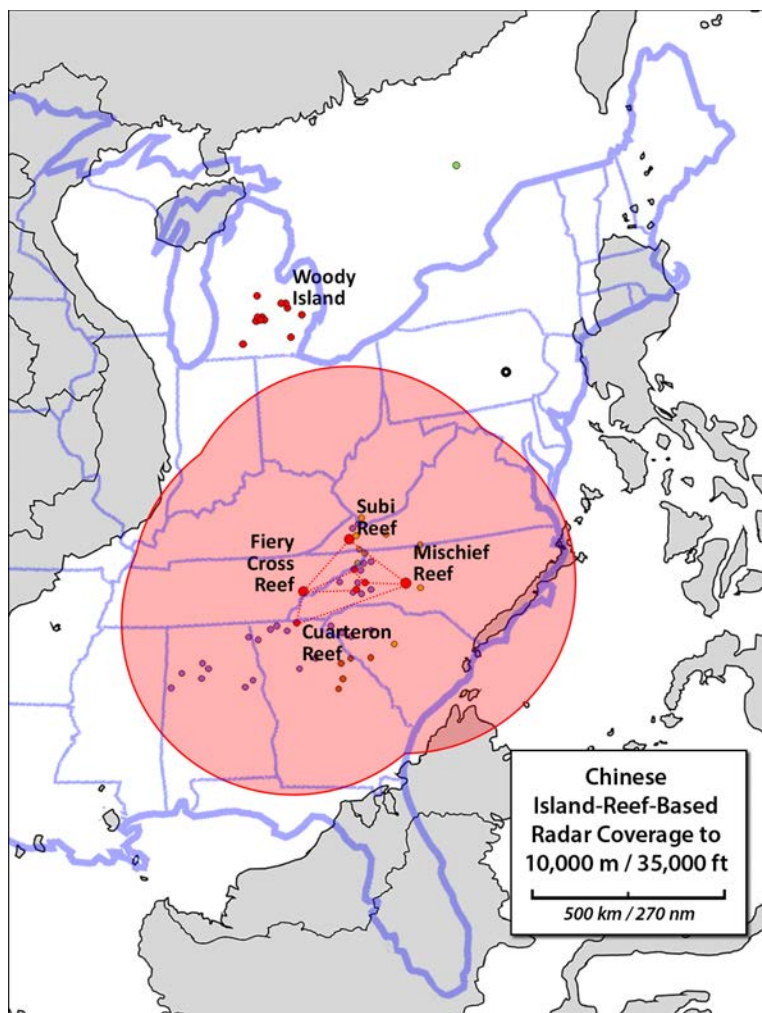 Woody
Island
Subi
Reef
Fiery
Cross
Reef
Mischief
Reef
Cuarteron
Reef
Chinese
Island-Reef-Based
Radar Coverage to
10,000 m / 35,000 ft
500 km / 270 nm